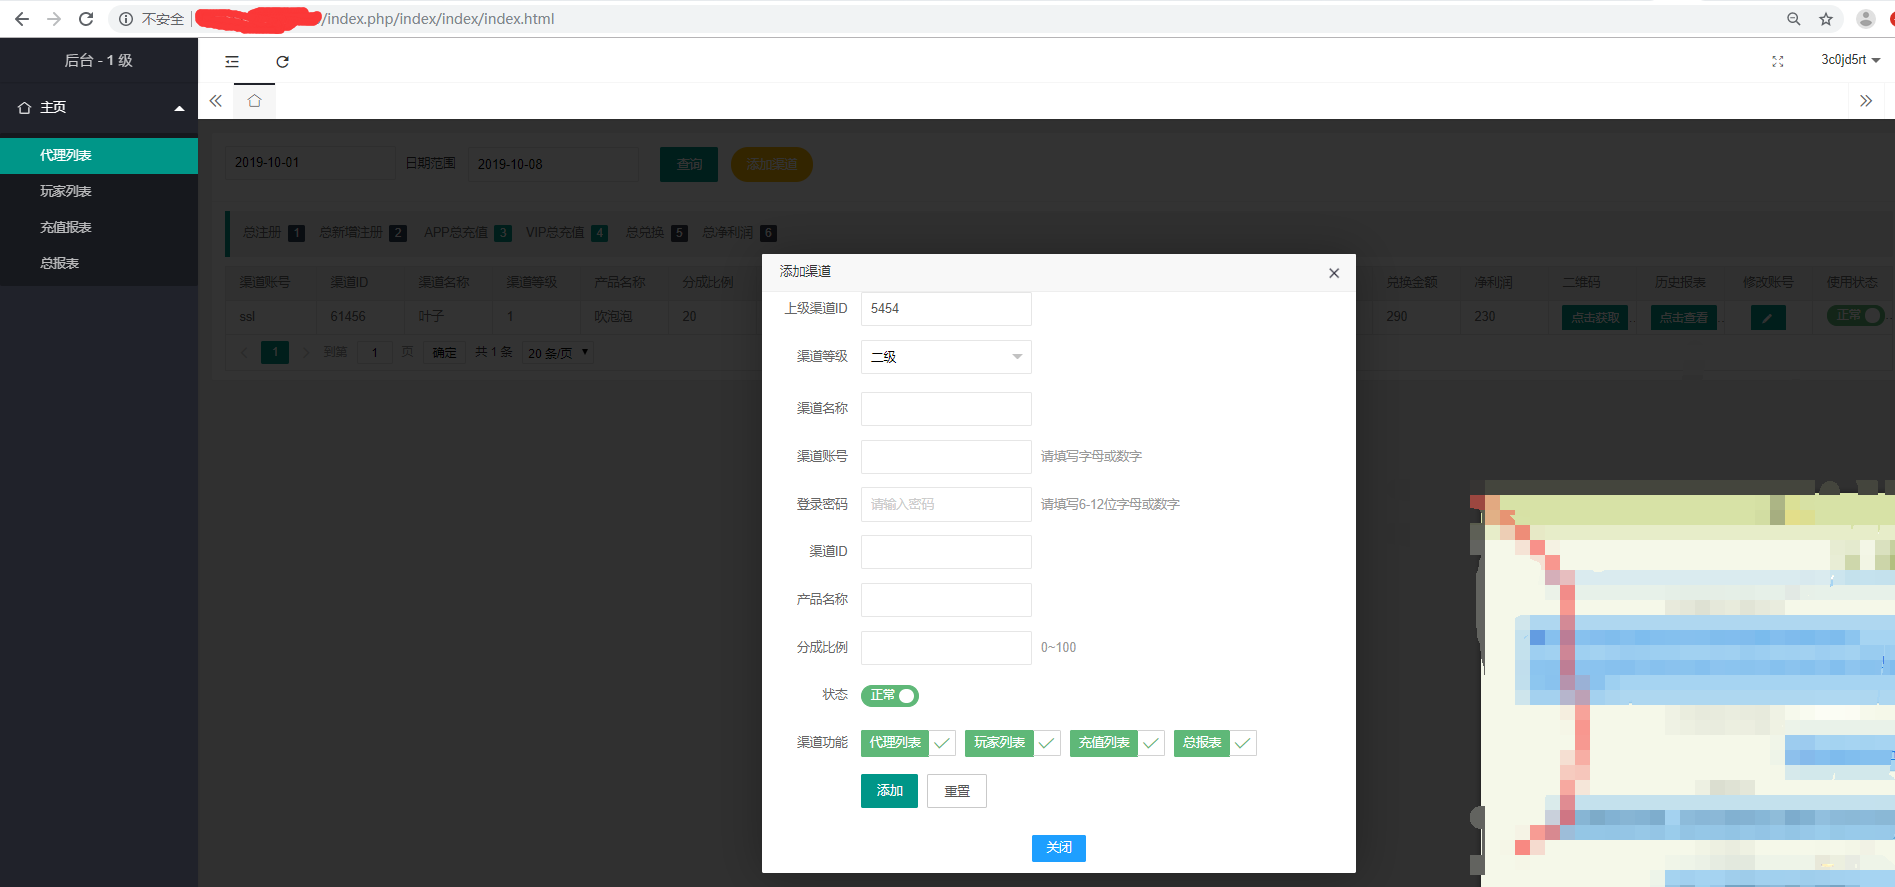 不安全 | /index.php/index/index/index.html
后台 - 1 级
3c0jd5rt
主页
代理列表
玩家列表
充值报表
总报表
2019-10-01 日期范围 2019-10-08 查询 添加渠道
总注册 1 总新增注册 2 APP总充值 3 VIP总充值 4 总兑换 5 总净利润 6
渠道账号 渠道ID 渠道名称 渠道等级 产品名称 分成比例 兑换金额 净利润 二维码 历史报表 修改账号 使用状态
ssl 61456 叶子 1 吹泡泡 20 290 230 点击获取 点击查看 正常
1 到第 1 页 确定 共 1 条 20 条/页
添加渠道
上级渠道ID 5454
渠道等级 二级
渠道名称
渠道账号 请填写字母或数字
登录密码 请输入密码 请填写6-12位字母或数字
渠道ID
产品名称
分成比例 0~100
状态 正常
渠道功能 代理列表 玩家列表 充值列表 总报表
添加 重置
关闭